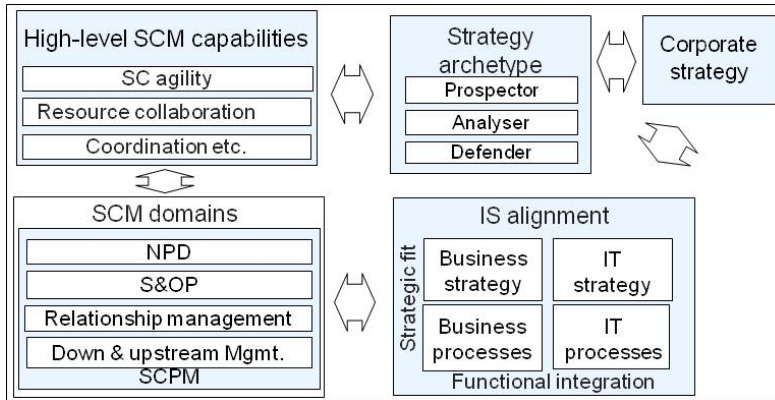 High-level SCM capabilities
SC agility
Resource collaboration
Coordination etc.
Strategy
archetype
Prospector
Analyser
Defender
Corporate
strategy
SCM domains
NPD
S&OP
Relationship management
Down & upstream Mgmt.
SCPM
IS alignment
Strategic fit
Business
strategy
IT
strategy
Business
processes
IT
processes
Functional integration